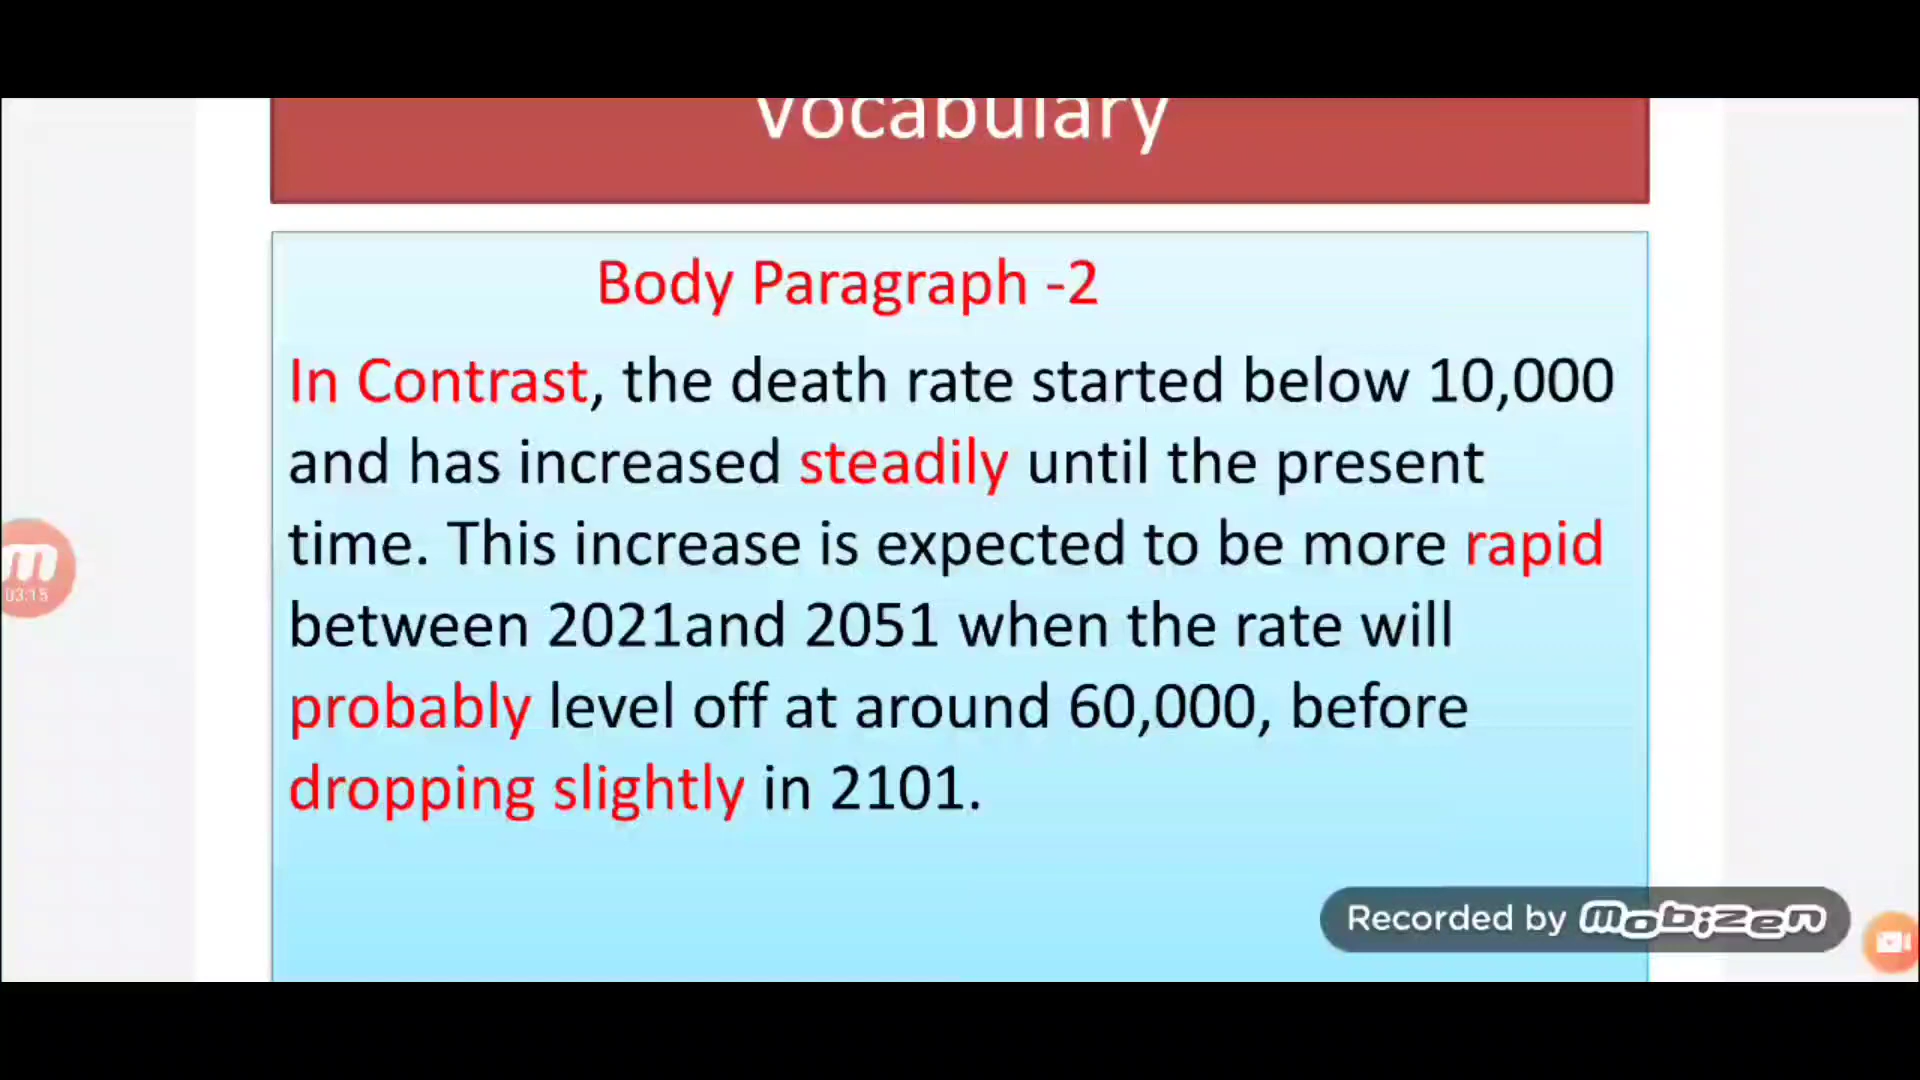 Vocabulary
Body Paragraph -2
In Contrast, the death rate started below 10,000
and has increased steadily until the present
time. This increase is expected to be more rapid
between 2021and 2051 when the rate will
probably level off at around 60,000, before
dropping slightly in 2101.
m
03:15
Recorded by mobizen